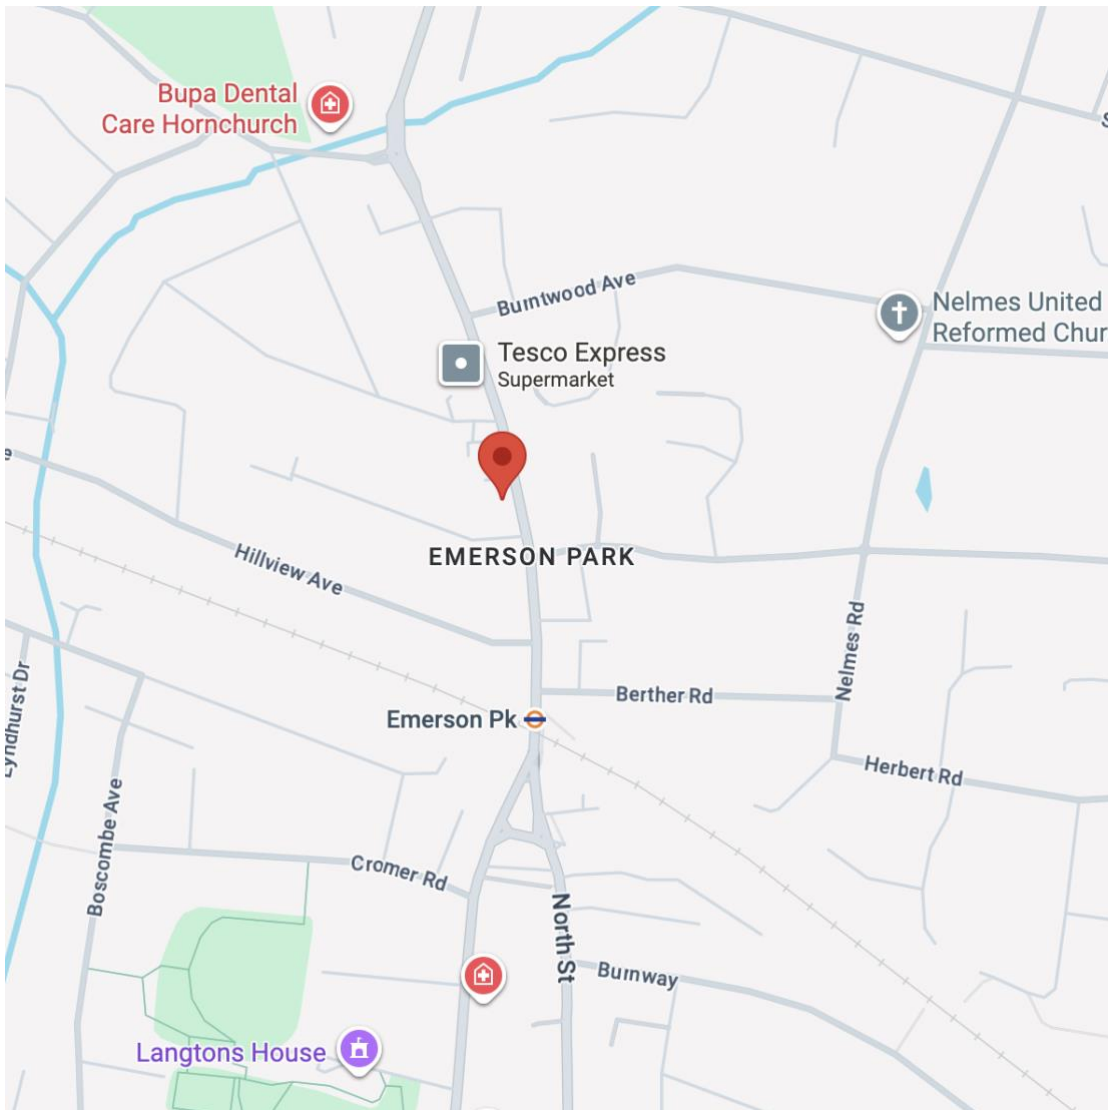 Bupa Dental
Care Hornchurch
Burntwood Ave
Nelmes United
Reformed Chur
Tesco Express
Supermarket
Hillview Ave
EMERSON PARK
Nelmes Rd
Lyndhurst Dr
Berther Rd
Emerson Pk
Herbert Rd
Boscombe Ave
Cromer Rd
North St
Burnway
Langtons House